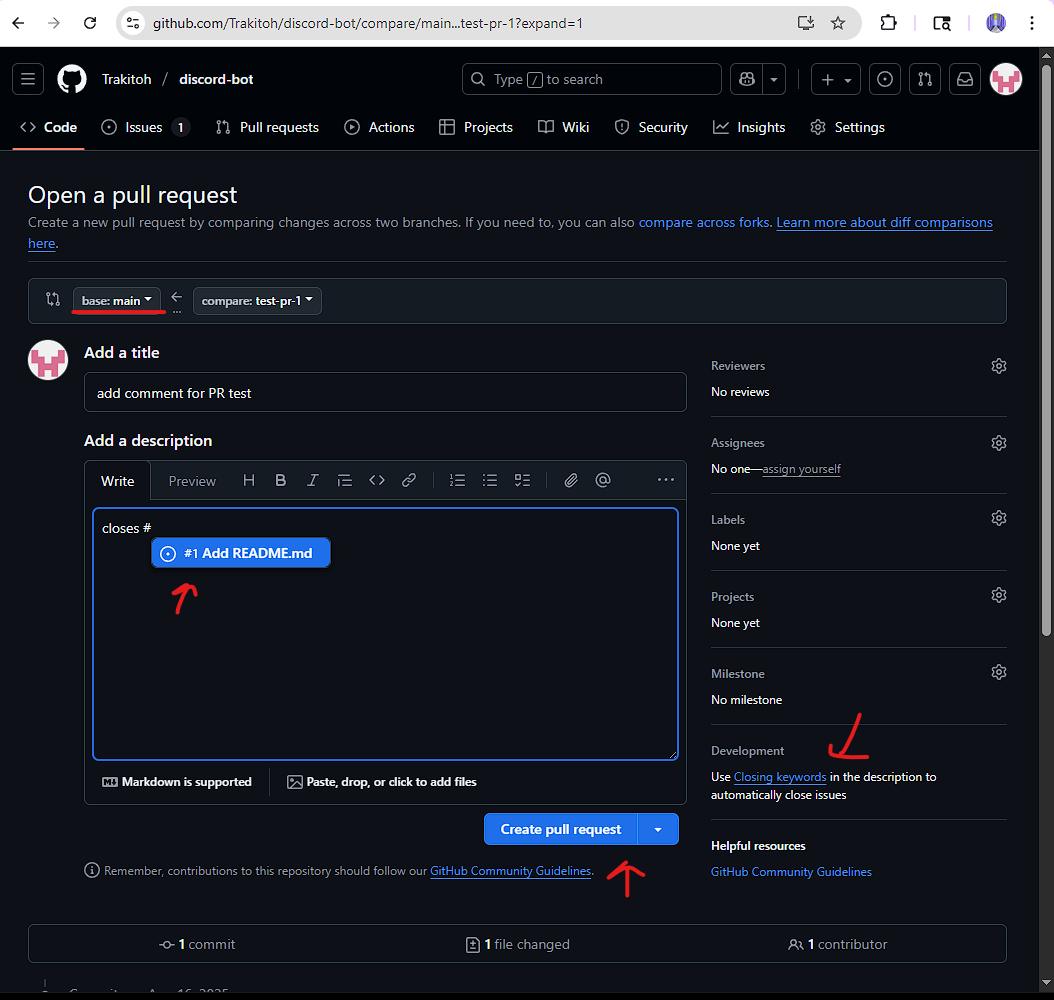 github.com/Trakitoh/discord-bot/compare/main...test-pr-1?expand=1
Trakitoh / discord-bot
Type / to search
Code
Issues 1
Pull requests
Actions
Projects
Wiki
Security
Insights
Settings
Open a pull request
Create a new pull request by comparing changes across two branches. If you need to, you can also compare across forks. Learn more about diff comparisons
here.
base: main
compare: test-pr-1
Add a title
add comment for PR test
Add a description
Write
Preview
closes #
#1 Add README.md
Markdown is supported
Paste, drop, or click to add files
Create pull request
Remember, contributions to this repository should follow our GitHub Community Guidelines.
Reviewers
No reviews
Assignees
No one—assign yourself
Labels
None yet
Projects
None yet
Milestone
No milestone
Development
Use Closing keywords in the description to
automatically close issues
Helpful resources
GitHub Community Guidelines
1 commit
1 file changed
1 contributor